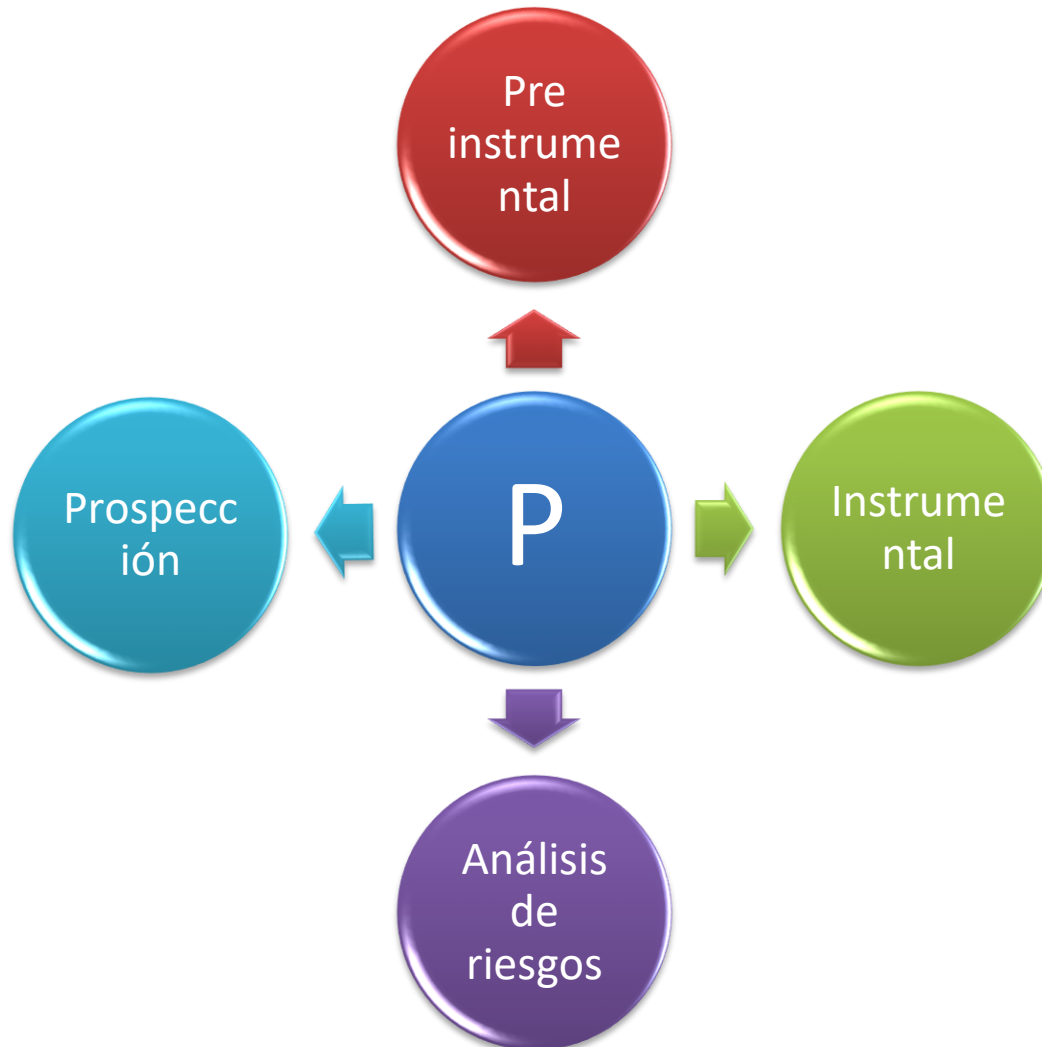 Pre
instrume
ntal
Prospecc
ión
P
Instrume
ntal
Análisis
de
riesgos